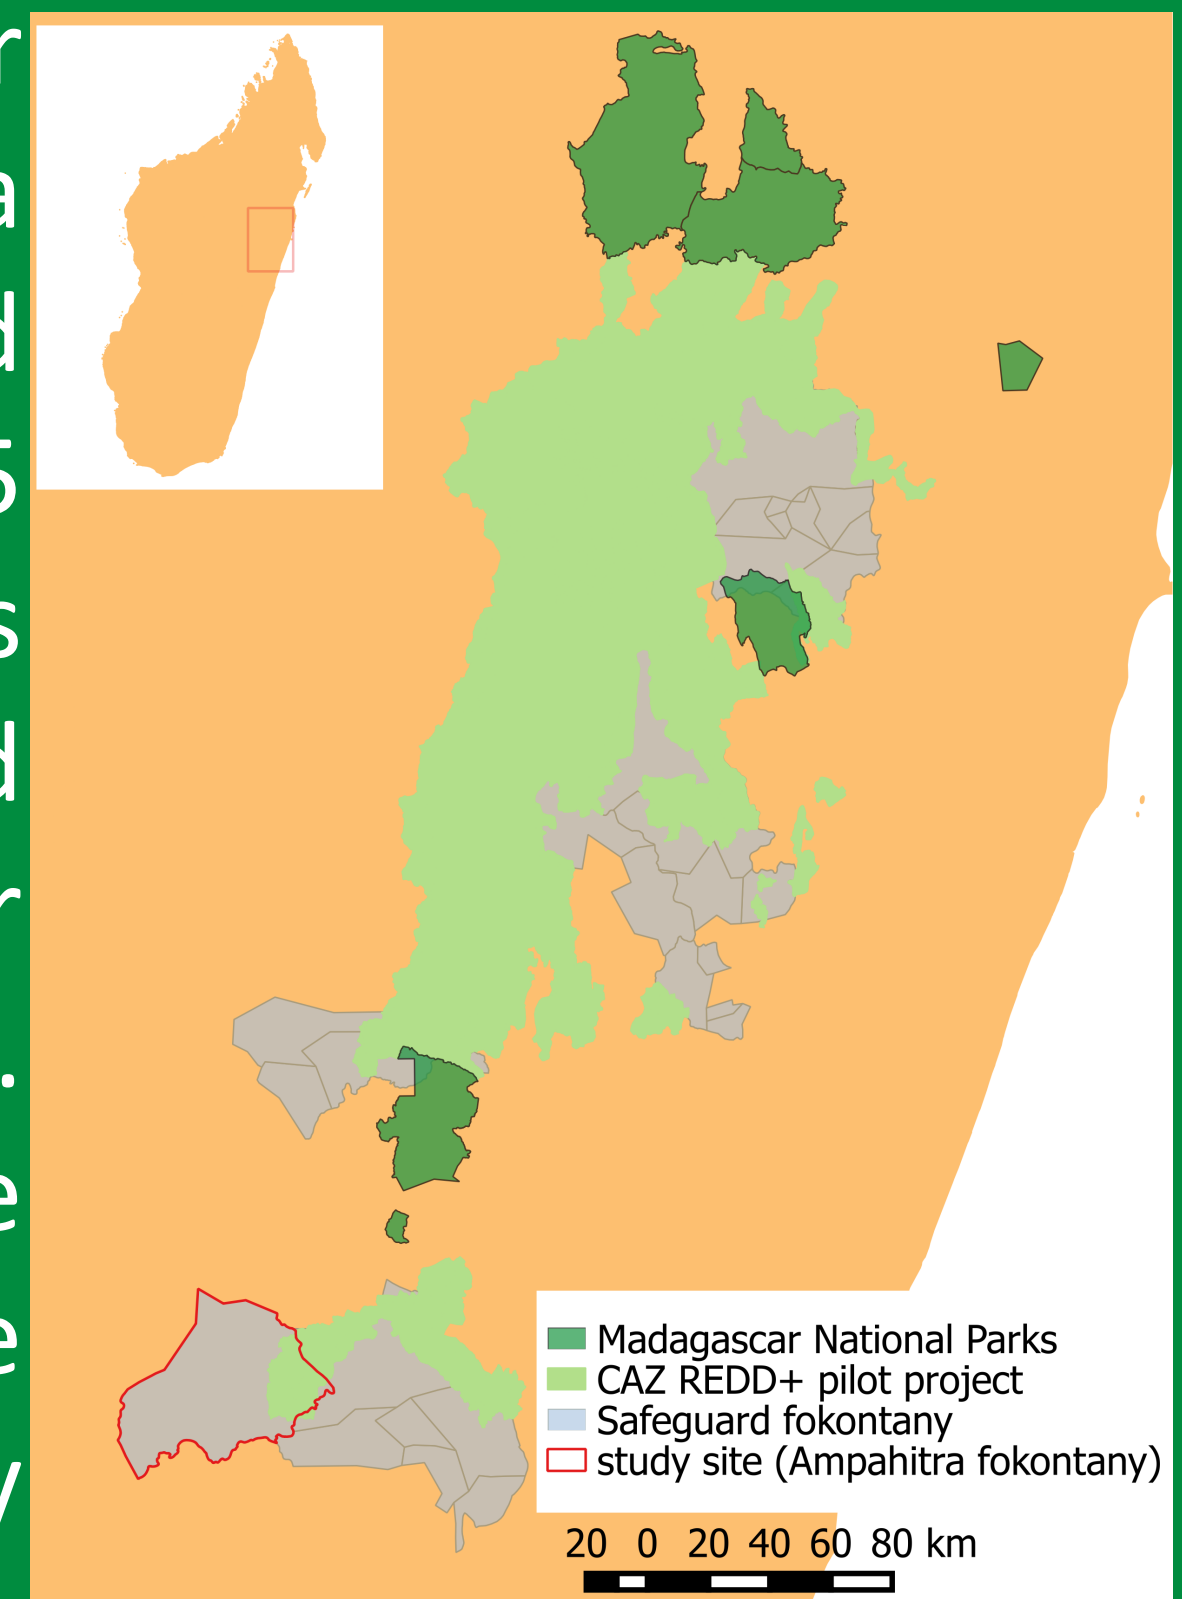 r
a
d
s
d
r
.
e
e
y
Madagascar National Parks
CAZ REDD+ pilot project
Safeguard fokontany
study site (Ampahitra fokontany)
20 0 20 40 60 80 km